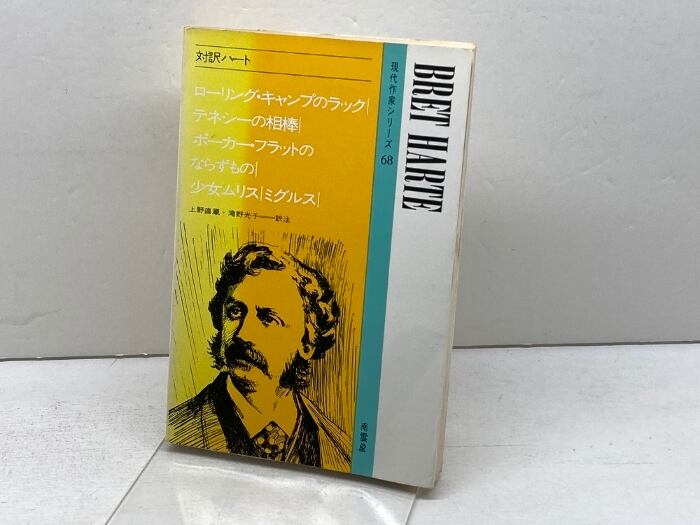 対訳ハート
ローリング・キャンプのラック|
テネシーの相棒|
ポーカー・フラットの
ならずもの|
少女ムリス|ミグルス|
上野直蔵・滝野光子——訳注
現代作家シリーズ 68
BRET HARTE
南雲堂